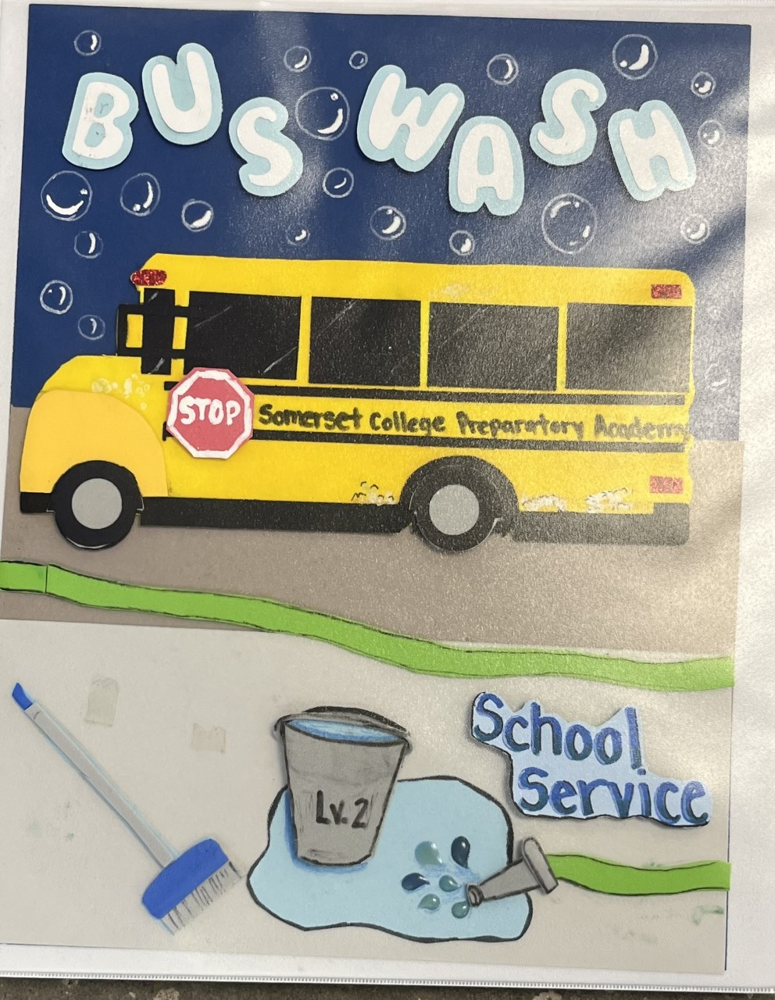 BUS WASH
STOP
Somerset College Preparatory Academy
School
Service
Lv. 2